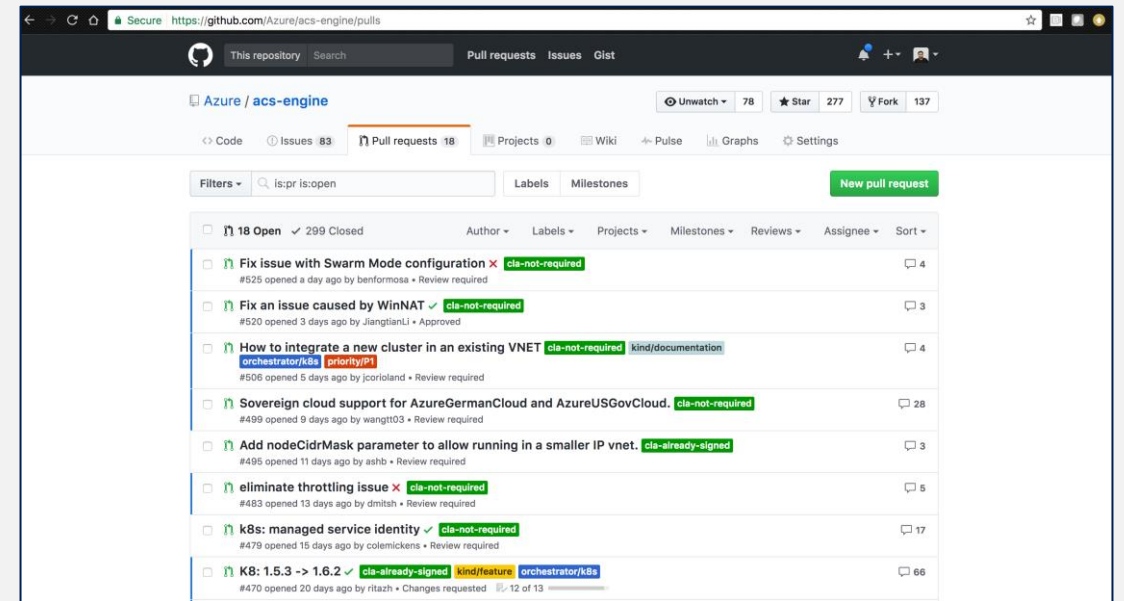 Secure https://github.com/Azure/acs-engine/pulls
This repository Search Pull requests Issues Gist
Azure / acs-engine Unwatch 78 Star 277 Fork 137
Code Issues 83 Pull requests 18 Projects 0 Wiki Pulse Graphs Settings
Filters is:pr is:open Labels Milestones New pull request
18 Open 299 Closed Author Labels Projects Milestones Reviews Assignee Sort
Fix issue with Swarm Mode configuration cla-not-required 4
#525 opened a day ago by benformosa • Review required
Fix an issue caused by WinNAT cla-not-required 3
#520 opened 3 days ago by JiangtianLi • Approved
How to integrate a new cluster in an existing VNET cla-not-required kind/documentation 4
orchestrator/k8s priority/P1
#506 opened 5 days ago by jcorioland • Review required
Sovereign cloud support for AzureGermanCloud and AzureUSGovCloud. cla-not-required 28
#499 opened 9 days ago by wangtt03 • Review required
Add nodeCidrMask parameter to allow running in a smaller IP vnet. cla-already-signed 3
#495 opened 11 days ago by ashb • Review required
eliminate throttling issue cla-not-required 5
#483 opened 13 days ago by dmitsh • Review required
k8s: managed service identity cla-not-required 17
#479 opened 15 days ago by colemickens • Review required
K8: 1.5.3 -> 1.6.2 cla-already-signed kind/feature orchestrator/k8s 66
#470 opened 20 days ago by ritazh • Changes requested 12 of 13